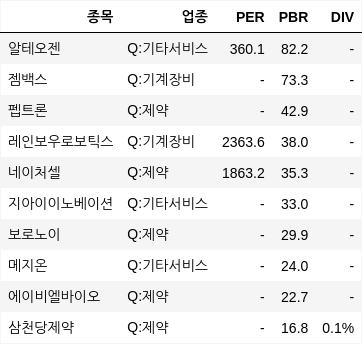 종목 업종 PER PBR DIV
알테오젠 Q:기타서비스 360.1 82.2 -
젬백스 Q:기계장비 - 73.3 -
펩트론 Q:제약 - 42.9 -
레인보우로보틱스 Q:기계장비 2363.6 38.0 -
네이처셀 Q:제약 1863.2 35.3 -
지아이이노베이션 Q:기타서비스 - 33.0 -
보로노이 Q:제약 - 29.9 -
메지온 Q:기타서비스 - 24.0 -
에이비엘바이오 Q:제약 - 22.7 -
삼천당제약 Q:제약 - 16.8 0.1%